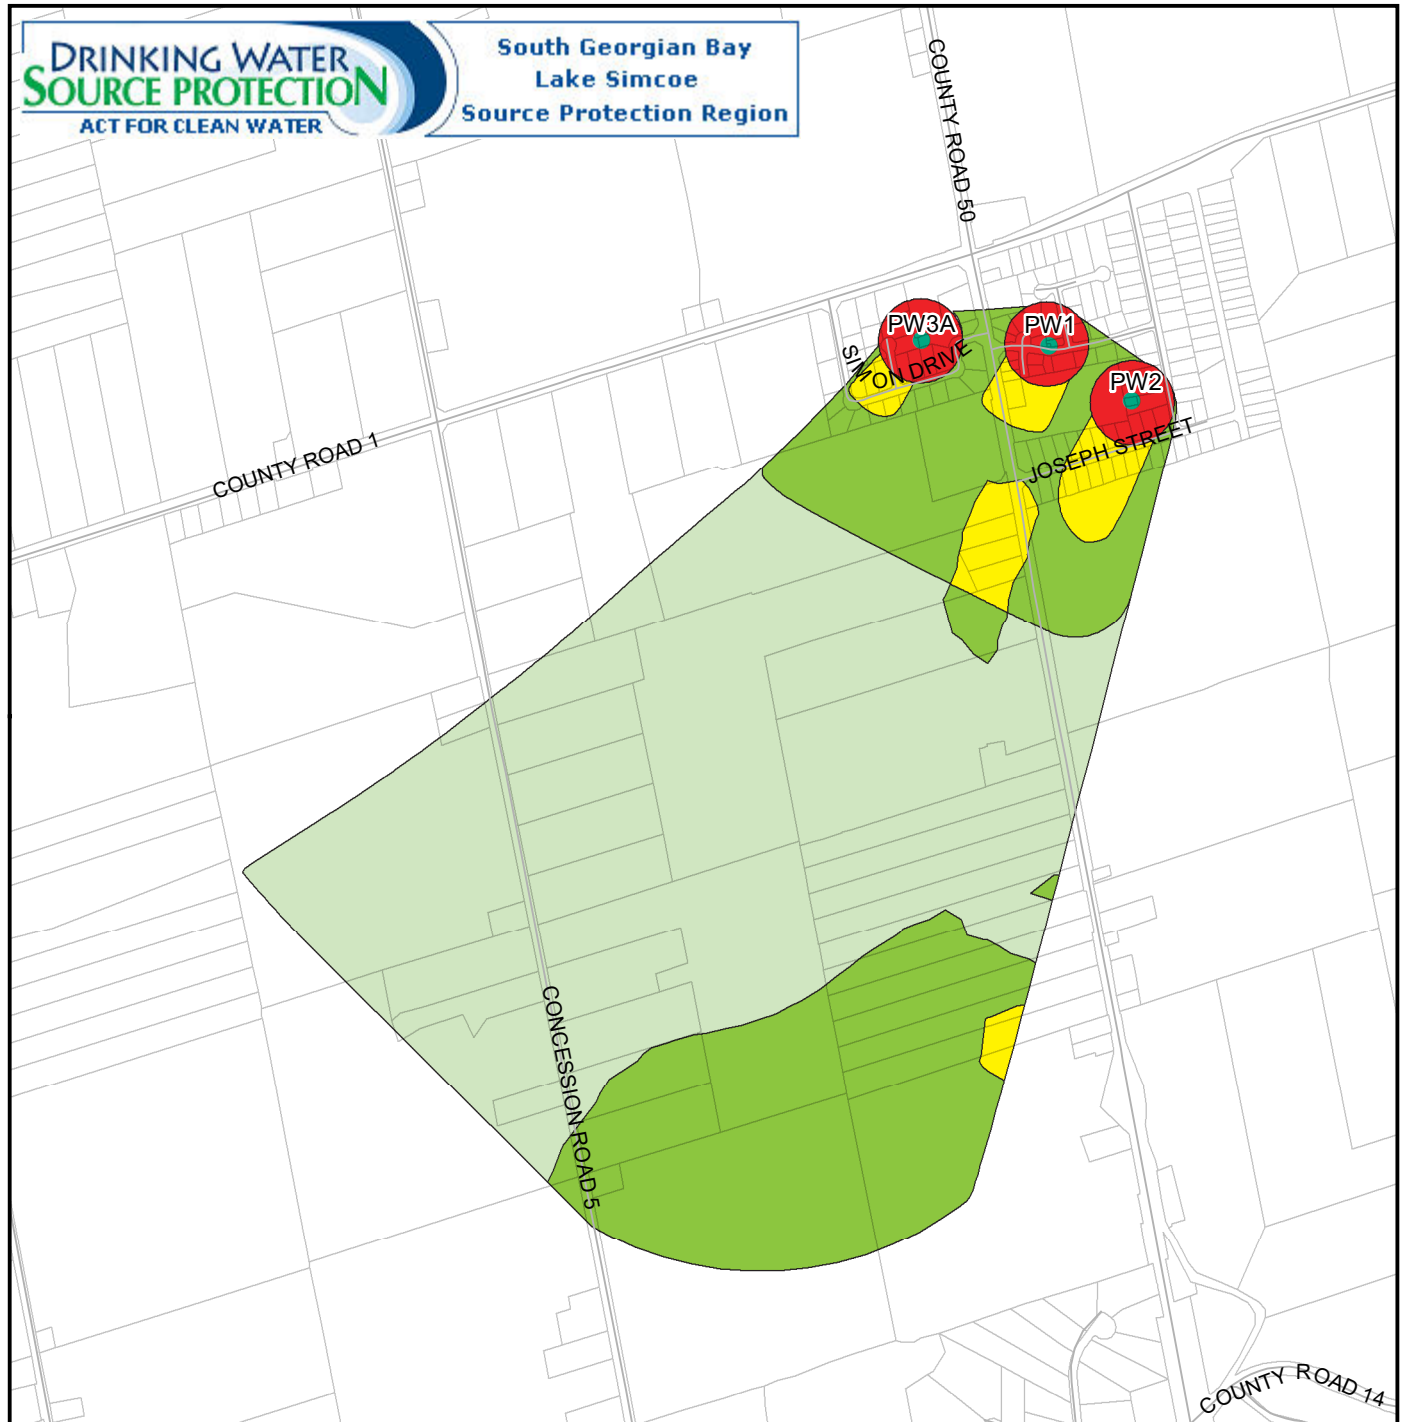 DRINKING WATER
SOURCE PROTECTION
ACT FOR CLEAN WATER
South Georgian Bay
Lake Simcoe
Source Protection Region
COUNTY ROAD 50
PW3A
PW1
SIMON DRIVE
PW2
JOSEPH STREET
COUNTY ROAD 1
CONCESSION ROAD 5
COUNTY ROAD 14